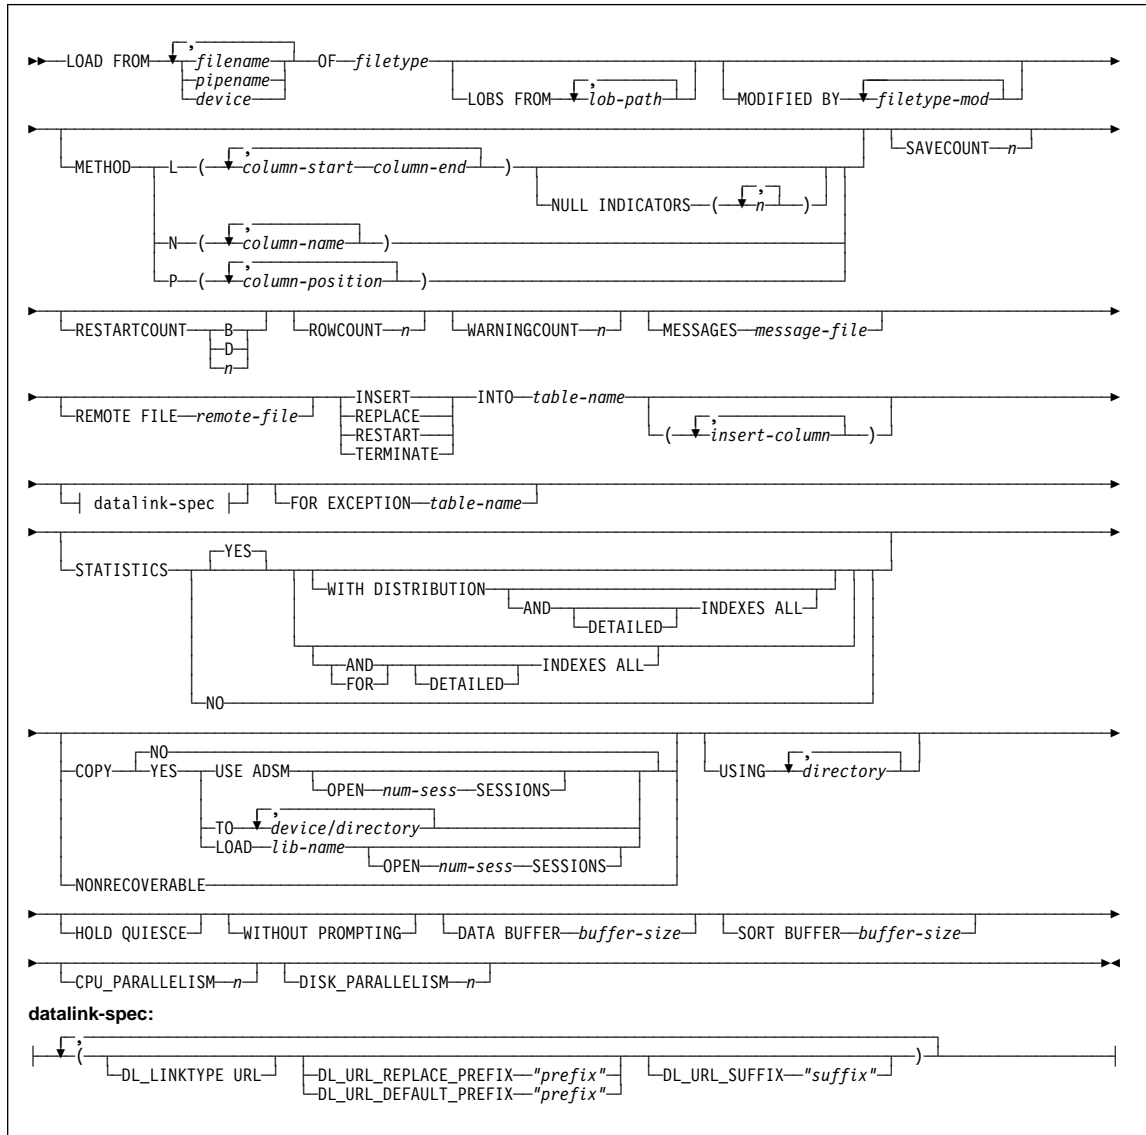 ,
LOAD FROM filename OF filetype
pipename , ,
device LOBS FROM lob-path MODIFIED BY filetype-mod
, SAVECOUNT n
METHOD L ( column-start column-end )
,
NULL INDICATORS ( n )
,
N ( column-name )
,
P ( column-position )
RESTARTCOUNT B ROWCOUNT n WARNINGCOUNT n MESSAGES message-file
D
n
INSERT INTO table-name
REMOTE FILE remote-file REPLACE ,
RESTART ( insert-column )
TERMINATE
datalink-spec FOR EXCEPTION table-name
YES
STATISTICS
WITH DISTRIBUTION
AND INDEXES ALL
DETAILED
AND INDEXES ALL
FOR DETAILED
NO
NO ,
COPY YES USE ADSM USING directory
OPEN num-sess SESSIONS
,
TO device/directory
LOAD lib-name
OPEN num-sess SESSIONS
NONRECOVERABLE
HOLD QUIESCE WITHOUT PROMPTING DATA BUFFER buffer-size SORT BUFFER buffer-size
CPU_PARALLELISM n DISK_PARALLELISM n
datalink-spec:
,
( )
DL_LINKTYPE URL DL_URL_REPLACE_PREFIX "prefix" DL_URL_SUFFIX "suffix"
DL_URL_DEFAULT_PREFIX "prefix"